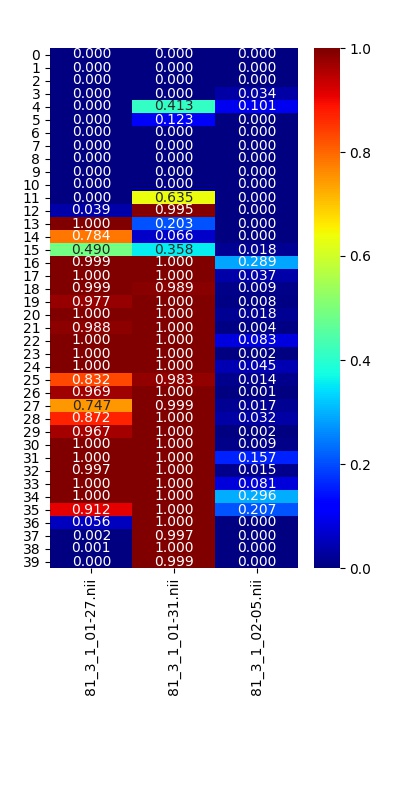 0 0.000 0.000 0.000 1.0
1 0.000 0.000 0.000
2 0.000 0.000 0.000
3 0.000 0.000 0.034
4 0.000 0.413 0.101
5 0.000 0.123 0.000
6 0.000 0.000 0.000
7 0.000 0.000 0.000
8 0.000 0.000 0.000 0.8
9 0.000 0.000 0.000
10 0.000 0.000 0.000
11 0.000 0.635 0.000
12 0.039 0.995 0.000
13 1.000 0.203 0.000
14 0.784 0.066 0.000
15 0.490 0.358 0.018
16 0.999 1.000 0.289 0.6
17 1.000 1.000 0.037
18 0.999 0.989 0.009
19 0.977 1.000 0.008
20 1.000 1.000 0.018
21 0.988 1.000 0.004
22 1.000 1.000 0.083
23 1.000 1.000 0.002
24 1.000 1.000 0.045 0.4
25 0.832 0.983 0.014
26 0.969 1.000 0.001
27 0.747 0.999 0.017
28 0.872 1.000 0.032
29 0.967 1.000 0.002
30 1.000 1.000 0.009
31 1.000 1.000 0.157
32 0.997 1.000 0.015 0.2
33 1.000 1.000 0.081
34 1.000 1.000 0.296
35 0.912 1.000 0.207
36 0.056 1.000 0.000
37 0.002 0.997 0.000
38 0.001 1.000 0.000
39 0.000 0.999 0.000 0.0
81_3_1_01-27.nii
81_3_1_01-31.nii
81_3_1_02-05.nii